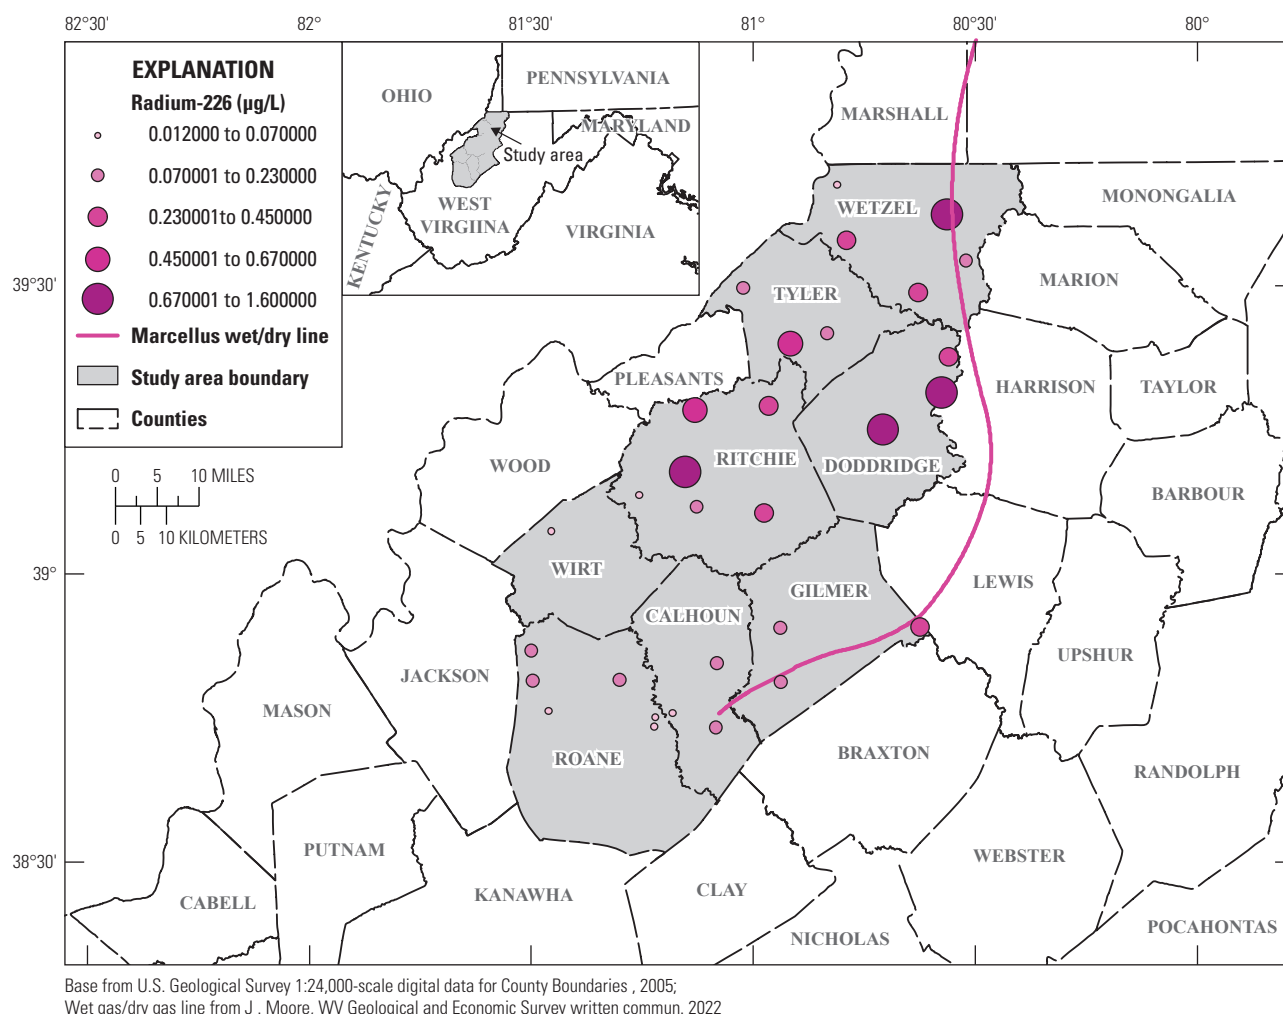 82°30'
82°
81°30'
81°
80°30'
80°
39°30'
39°
38°30'
EXPLANATION
Radium-226 (µg/L)
0.012000 to 0.070000
0.070001 to 0.230000
0.230001to 0.450000
0.450001 to 0.670000
0.670001 to 1.600000
Marcellus wet/dry line
Study area boundary
Counties
0 5 10 MILES
0 5 10 KILOMETERS
OHIO
PENNSYLVANIA
MARYLAND
Study area
WEST
VIRGIINA
VIRGINIA
KENTUCKY
MARSHALL
WETZEL
MONONGALIA
MARION
TYLER
PLEASANTS
HARRISON
TAYLOR
WOOD
RITCHIE
DODDRIDGE
BARBOUR
WIRT
GILMER
LEWIS
CALHOUN
UPSHUR
JACKSON
MASON
ROANE
BRAXTON
RANDOLPH
PUTNAM
WEBSTER
CABELL
KANAWHA
CLAY
NICHOLAS
POCAHONTAS
Base from U.S. Geological Survey 1:24,000-scale digital data for County Boundaries , 2005;
Wet gas/dry gas line from J . Moore, WV Geological and Economic Survey written commun, 2022